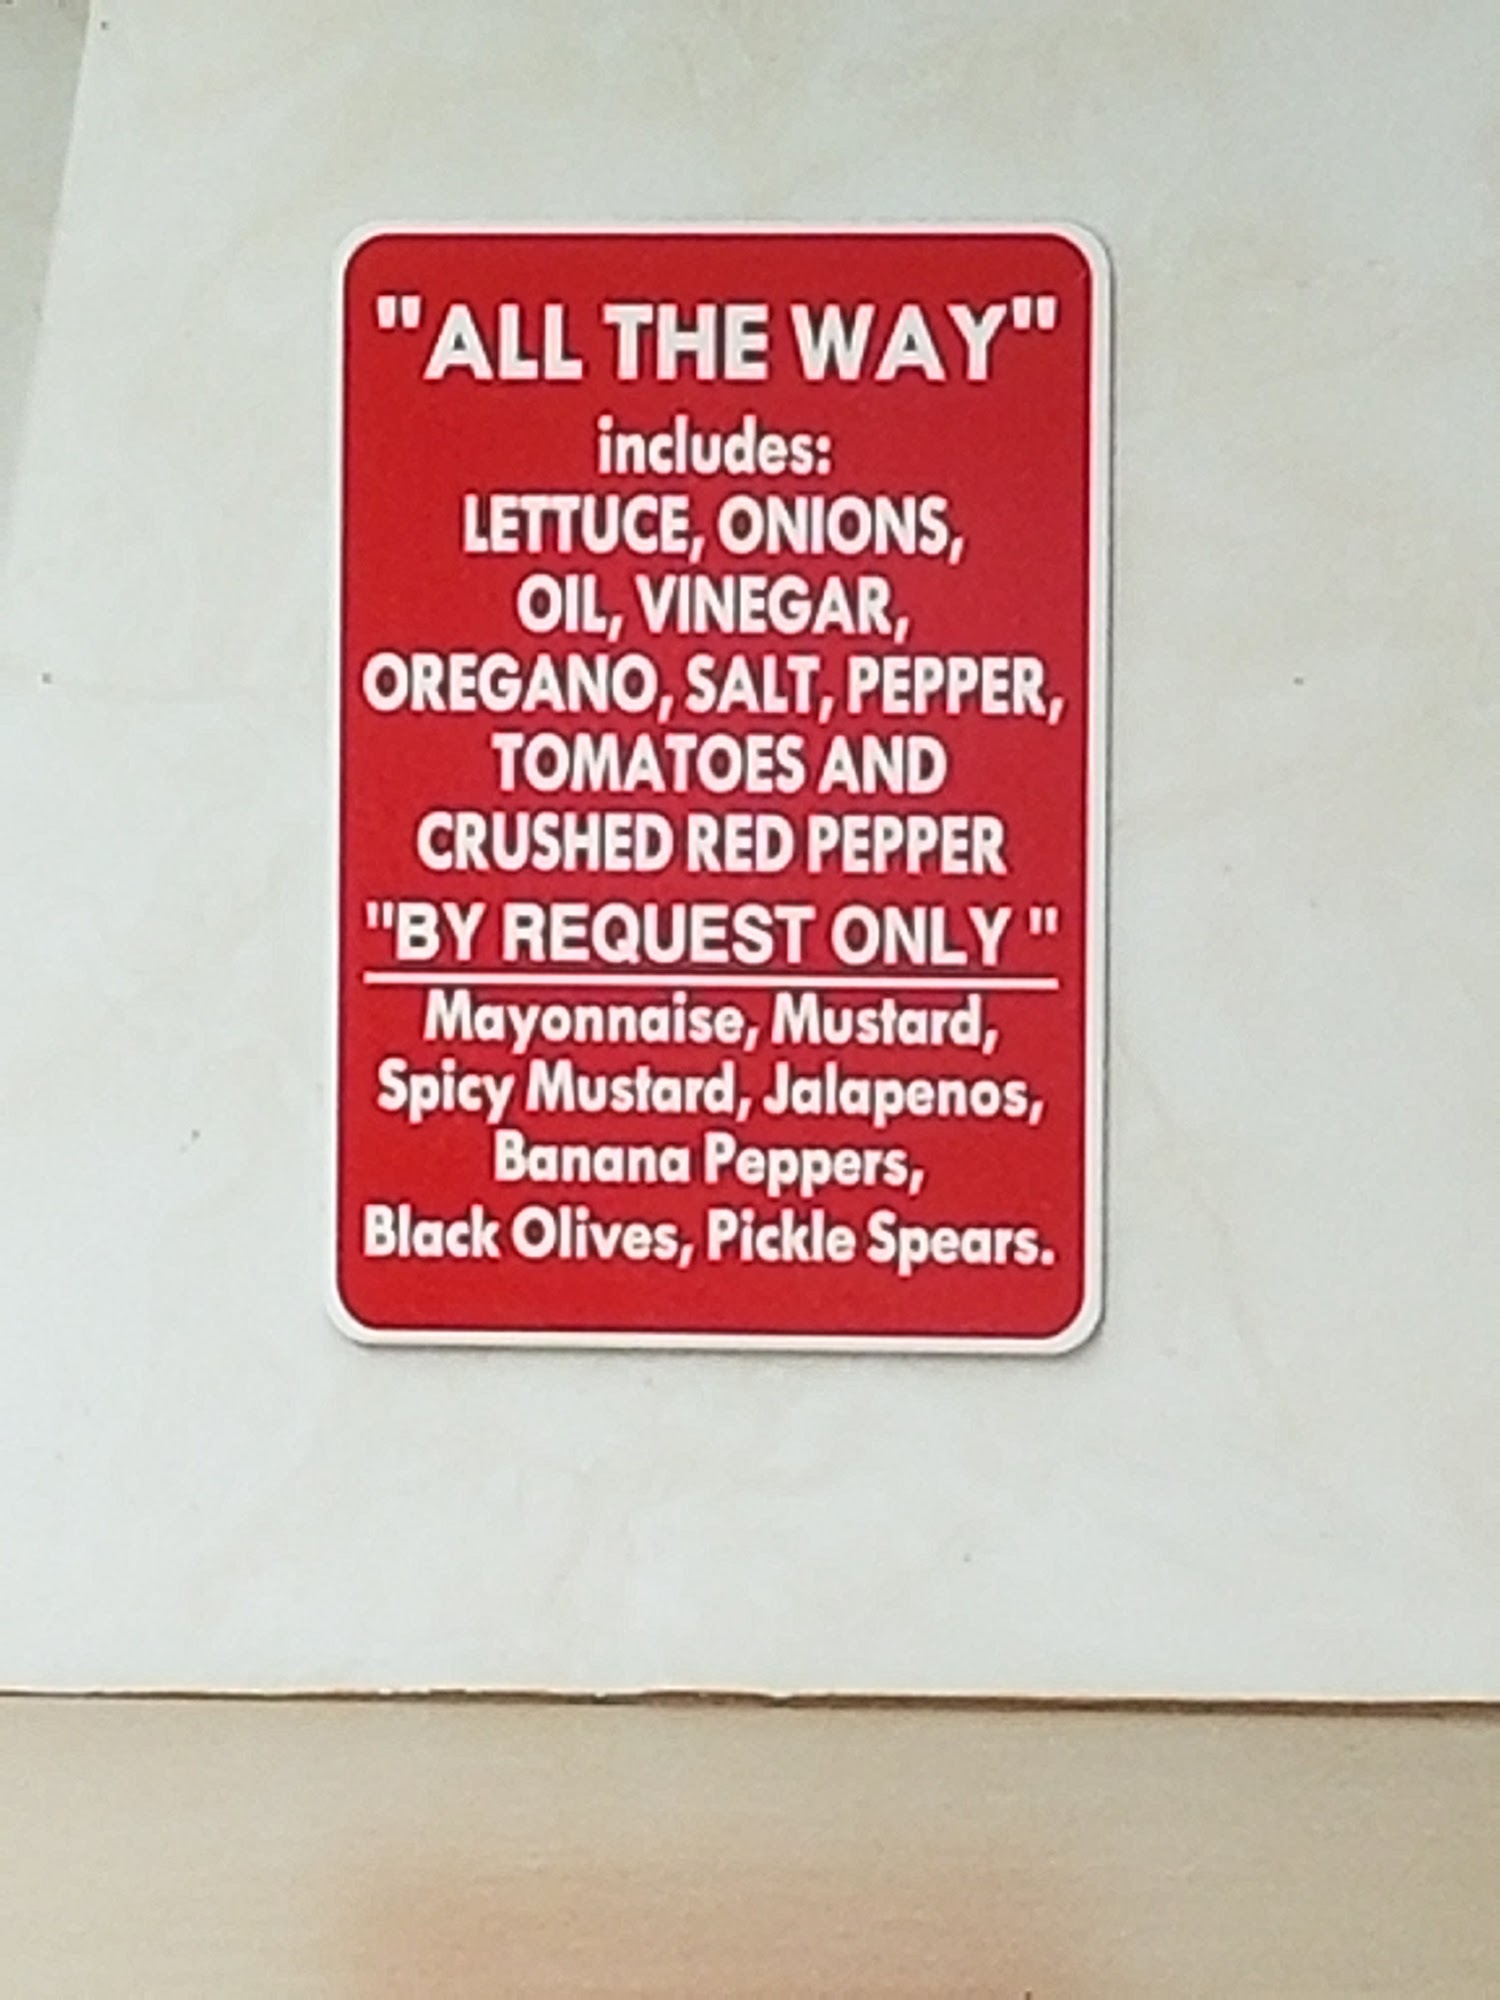 "ALL THE WAY"
includes:
LETTUCE, ONIONS,
OIL, VINEGAR,
OREGANO, SALT, PEPPER,
TOMATOES AND
CRUSHED RED PEPPER
"BY REQUEST ONLY "
Mayonnaise, Mustard,
Spicy Mustard, Jalapenos,
Banana Peppers,
Black Olives, Pickle Spears.